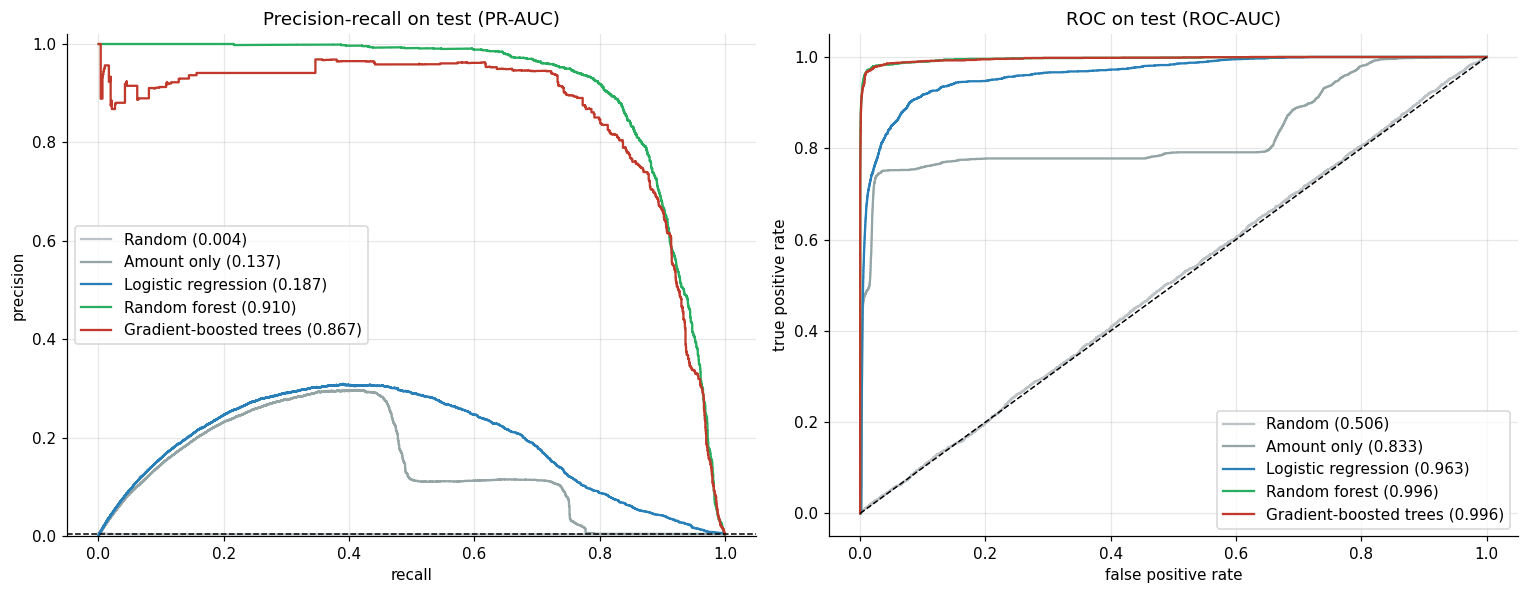 Precision-recall on test (PR-AUC)
1.0
0.8
0.6
0.4
0.2
0.0
precision
Random (0.004)
Amount only (0.137)
Logistic regression (0.187)
Random forest (0.910)
Gradient-boosted trees (0.867)
0.0 0.2 0.4 0.6 0.8 1.0
recall
ROC on test (ROC-AUC)
1.0
0.8
0.6
0.4
0.2
0.0
true positive rate
Random (0.506)
Amount only (0.833)
Logistic regression (0.963)
Random forest (0.996)
Gradient-boosted trees (0.996)
0.0 0.2 0.4 0.6 0.8 1.0
false positive rate